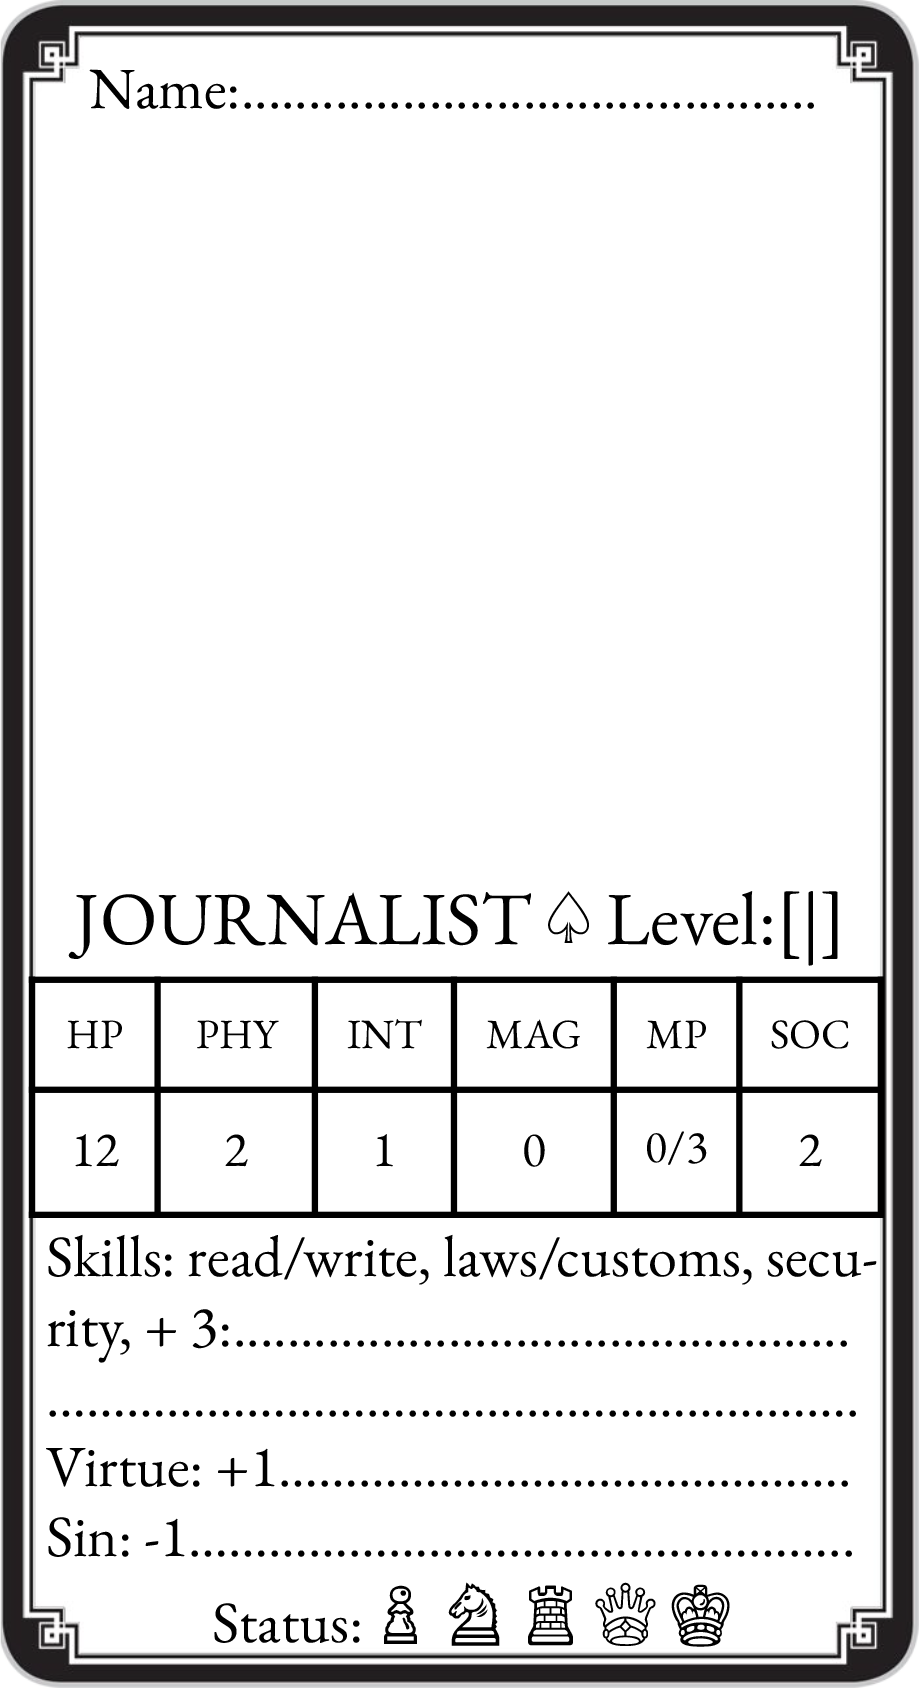 Name:...........................................
JOURNALIST ♤ Level:[|]
HP PHY INT MAG MP SOC
12 2 1 0 0/3 2
Skills: read/write, laws/customs, secu-
rity, + 3:..............................................
.............................................................
Virtue: +1...........................................
Sin: -1..................................................
Status: ♙ ♘ ♖ ♕ ♔